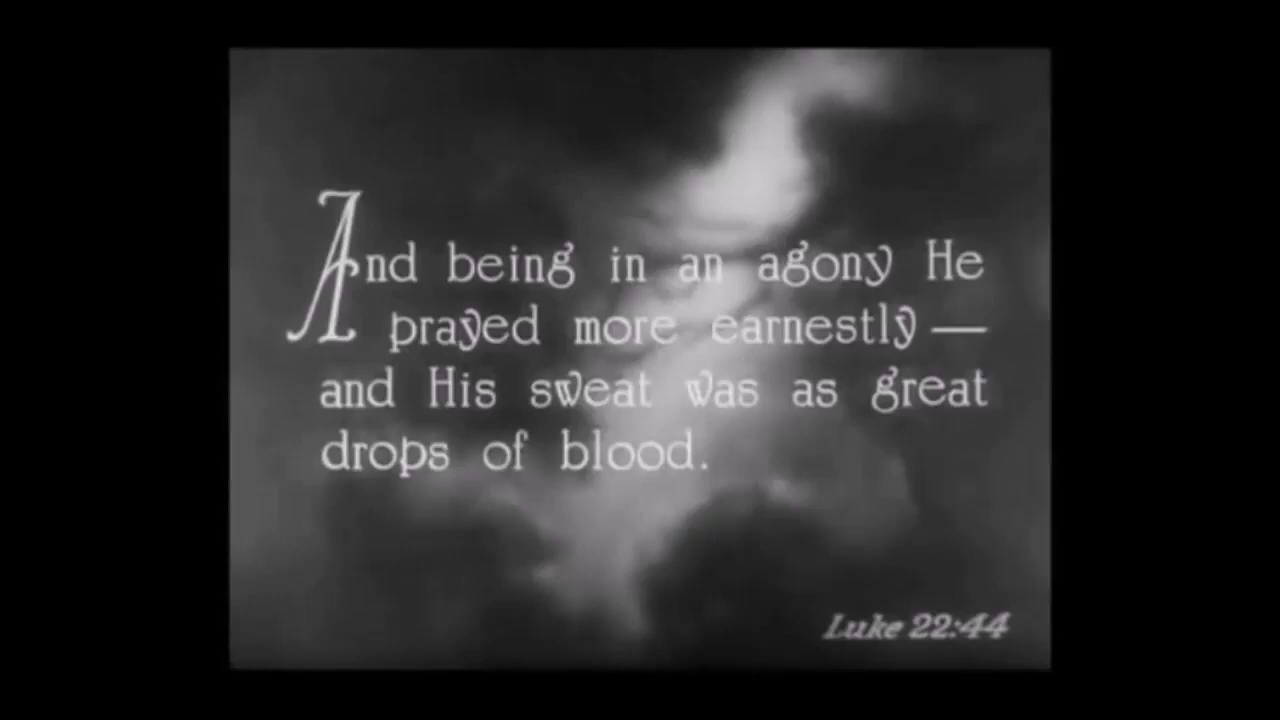 And being in an agony He
prayed more earnestly —
and His sweat was as great
drops of blood.
Luke 22:44